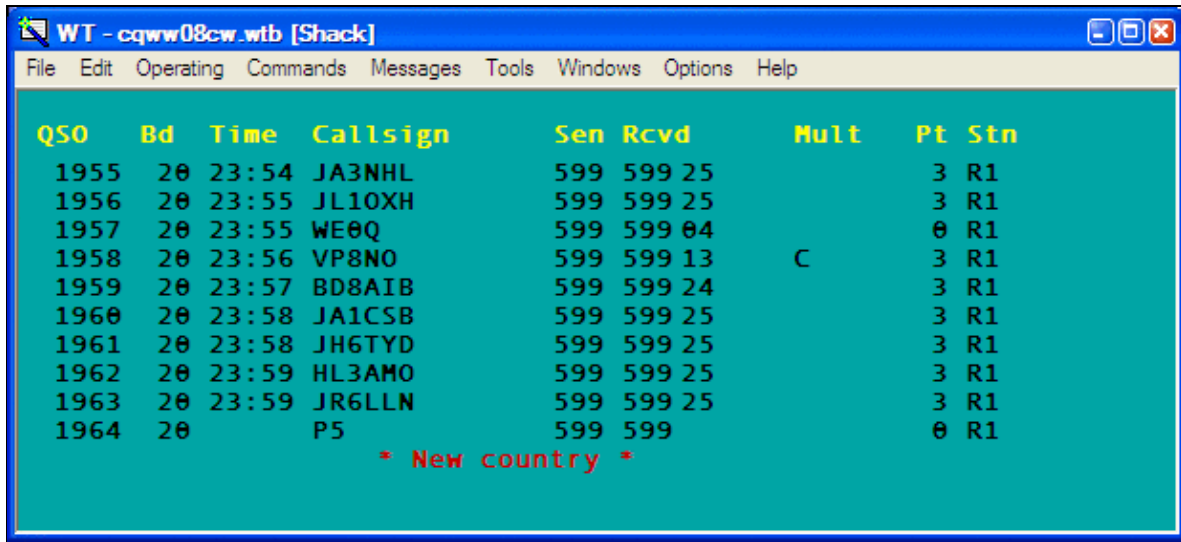 WT - cqww08cw.wtb [Shack]
File Edit Operating Commands Messages Tools Windows Options Help
QSO Bd Time Callsign Sen Rcvd Mult Pt Stn
1955 20 23:54 JA3NHL 599 599 25 3 R1
1956 20 23:55 JL1OXH 599 599 25 3 R1
1957 20 23:55 WE0Q 599 599 04 0 R1
1958 20 23:56 VP8NO 599 599 13 C 3 R1
1959 20 23:57 BD8AIB 599 599 24 3 R1
1960 20 23:58 JA1CSB 599 599 25 3 R1
1961 20 23:58 JH6TYD 599 599 25 3 R1
1962 20 23:59 HL3AMO 599 599 25 3 R1
1963 20 23:59 JR6LLN 599 599 25 3 R1
1964 20 P5 599 599 0 R1
* New country *